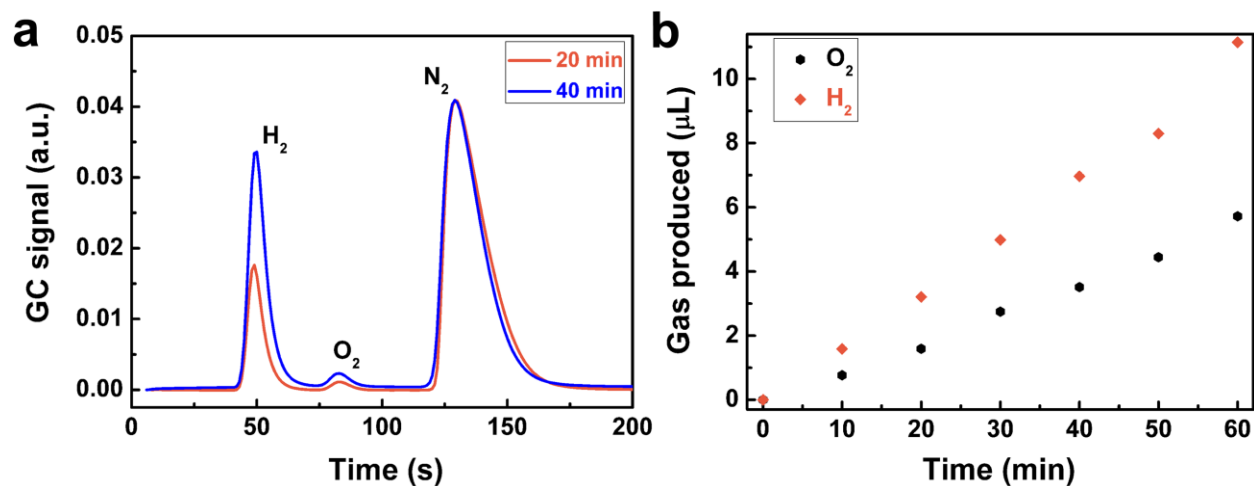 a
0.05
0.04
0.03
0.02
0.01
0.00
GC signal (a.u.)
H₂
O₂
N₂
20 min
40 min
0
50
100
150
200
Time (s)
b
10
8
6
4
2
0
Gas produced (μL)
O₂
H₂
0
10
20
30
40
50
60
Time (min)